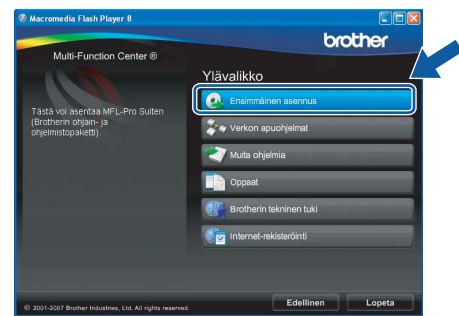 Macromedia Flash Player 8
brother
Multi-Function Center ®
Ylävalikko
Tästä voi asentaa MFL-Pro Suiten
(Brotherin ohjain- ja
ohjelmistopaketti).
Ensimmäinen asennus
Verkon apuohjelmat
Muita ohjelmia
Oppaat
Brotherin tekninen tuki
Internet-rekisteröinti
© 2001-2007 Brother Industries, Ltd. All rights reserved.
Edellinen
Lopeta